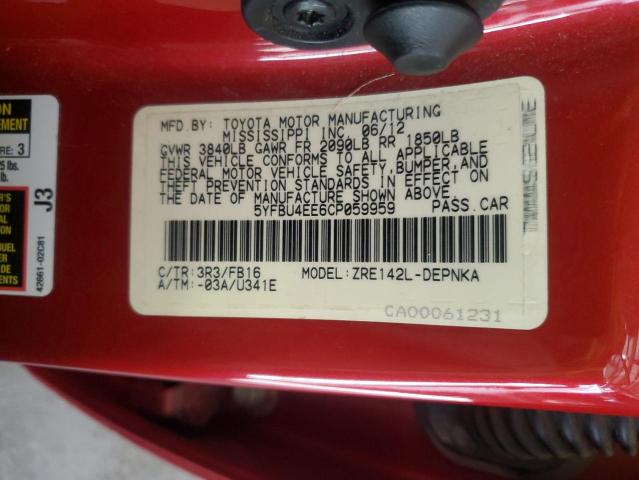 MFD.BY: TOYOTA MOTOR MANUFACTURING
MISSISSIPPI INC. 06/12
GVWR 3840LB GAWR FR 2090LB RR 1850LB
THIS VEHICLE CONFORMS TO ALL APPLICABLE
FEDERAL MOTOR VEHICLE SAFETY,BUMPER,AND
THEFT PREVENTION STANDARDS IN EFFECT ON
THE DATE OF MANUFACTURE SHOWN ABOVE.
5YFBU4EE6CP059959 PASS.CAR
C/TR:3R3/FB16 MODEL:ZRE142L-DEPNKA
A/TM:-03A/U341E
CA00061231
J3
42661-02C81